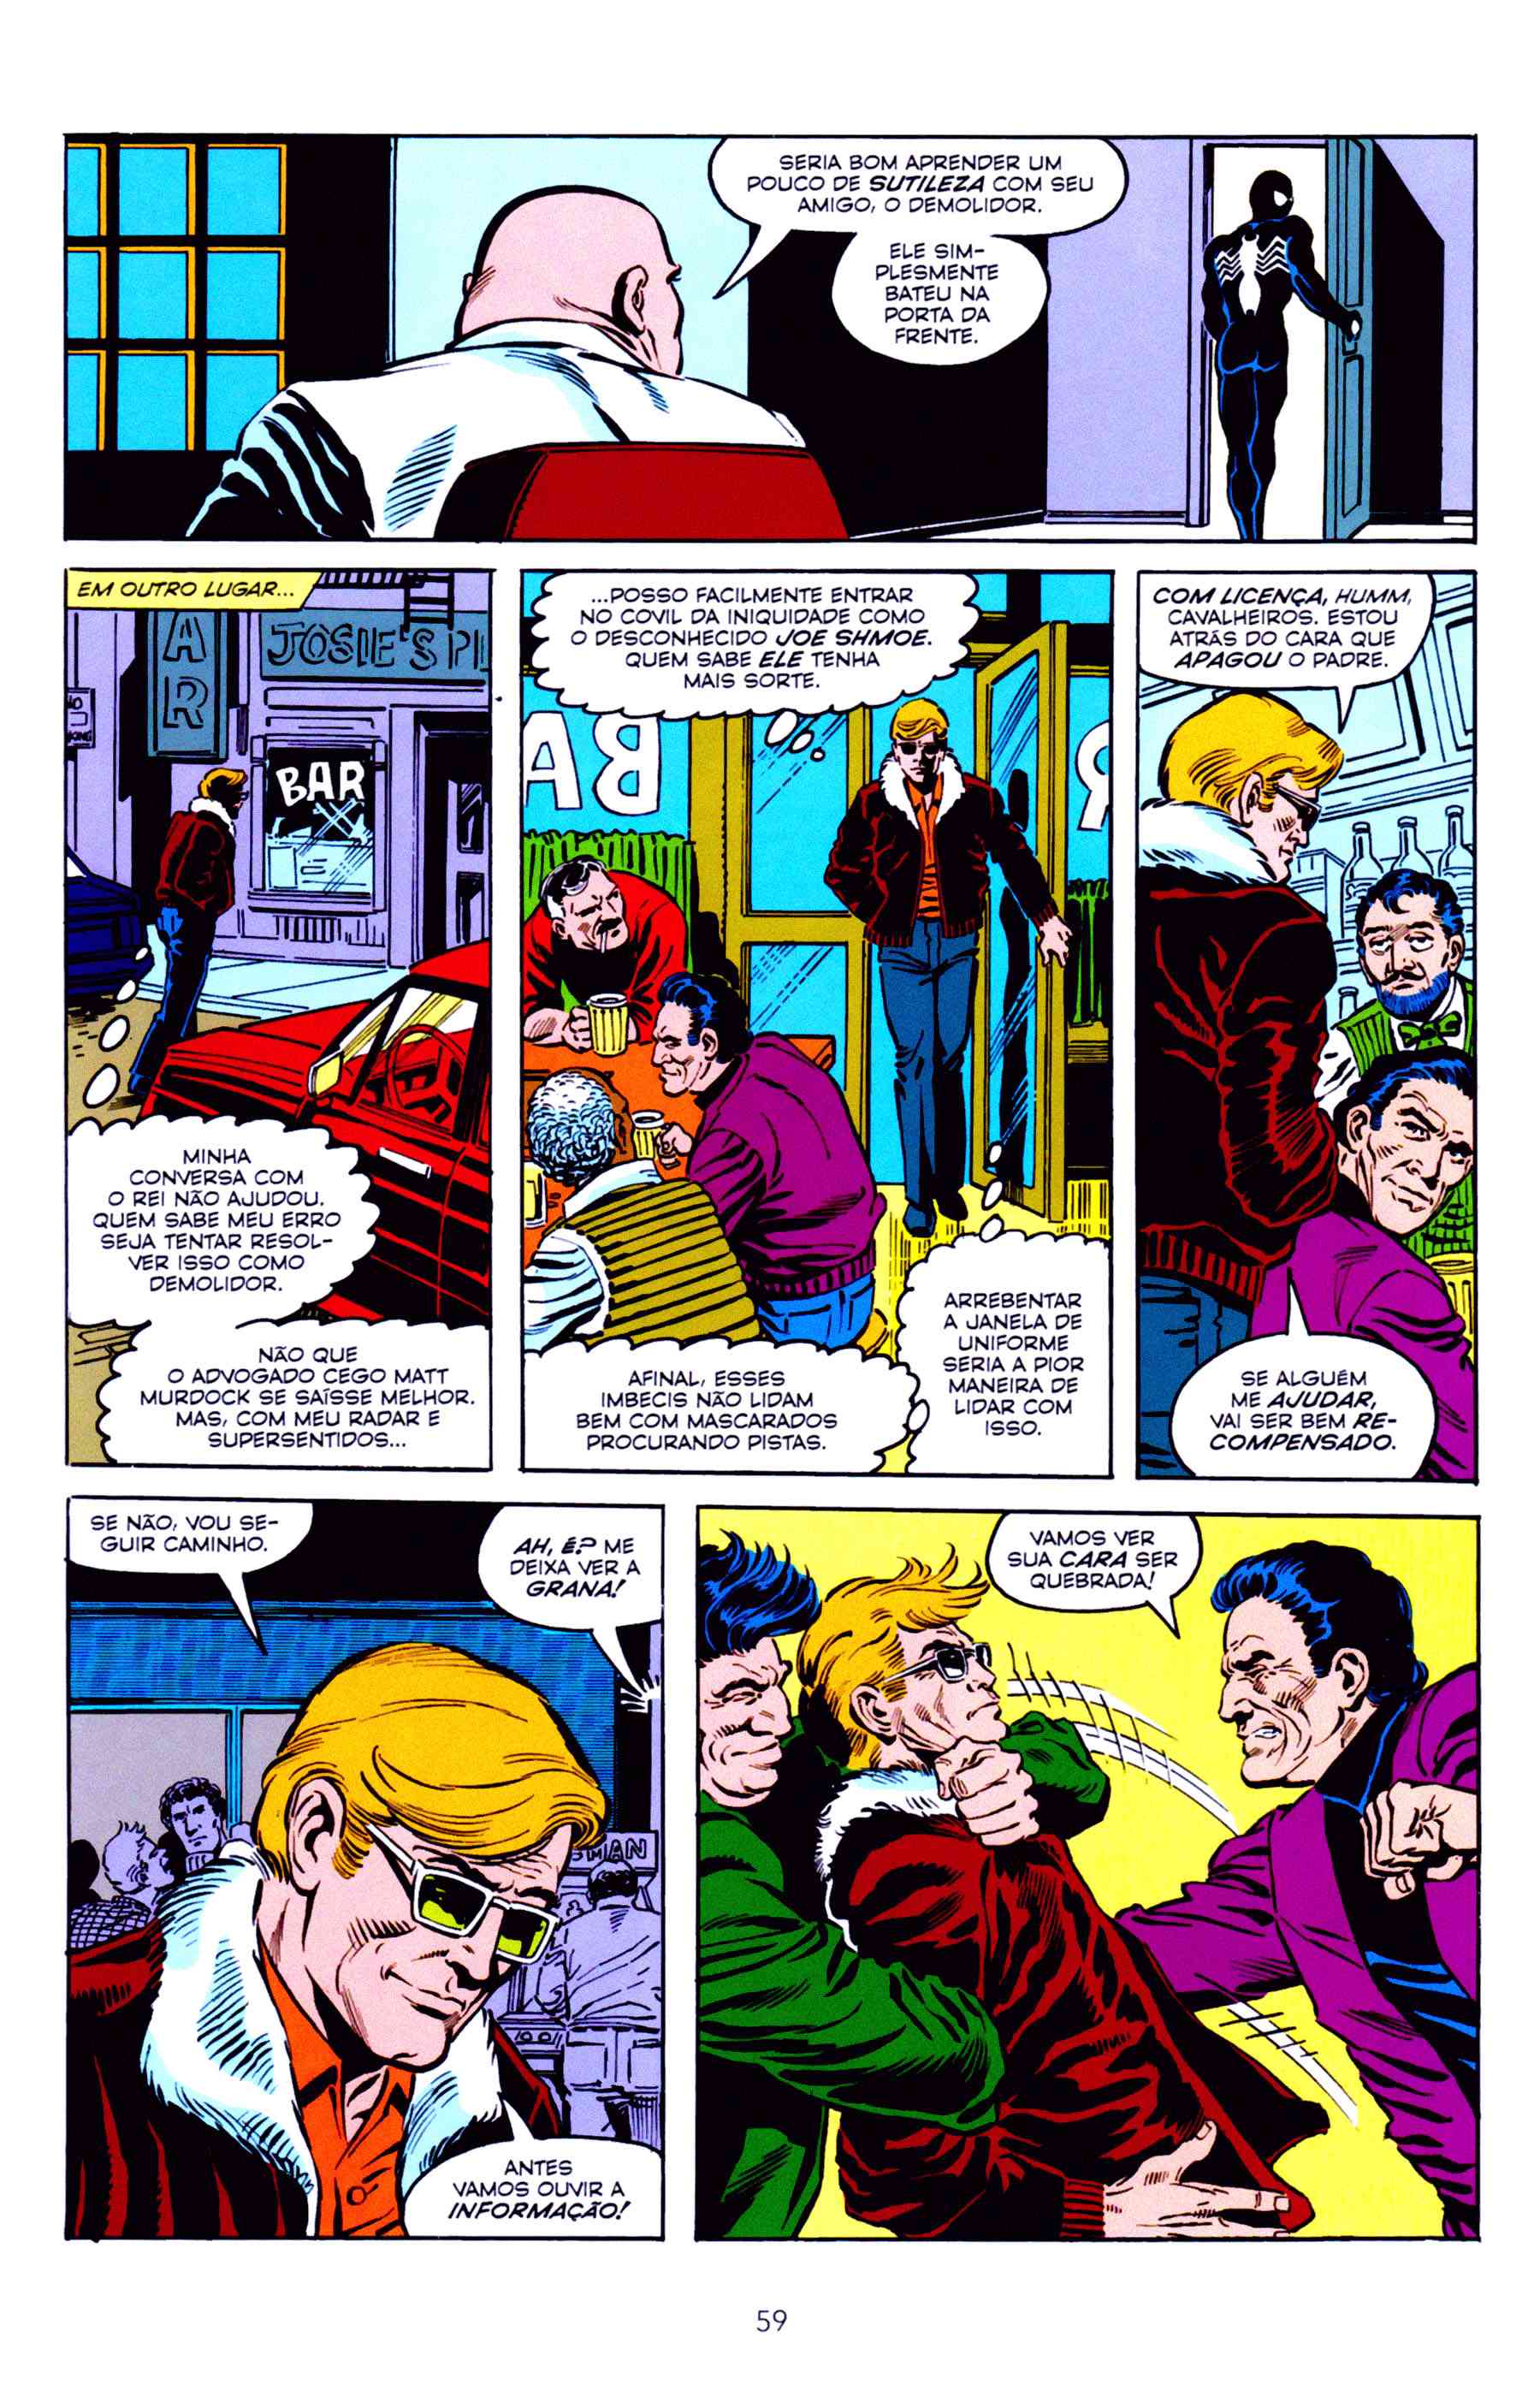 SERIA BOM APRENDER UM
POUCO DE SUTILEZA COM SEU
AMIGO, O DEMOLIDOR.
ELE SIM-
PLESMENTE
BATEU NA
PORTA DA
FRENTE.
EM OUTRO LUGAR...
AR
JOSIE'S PL
BAR
MINHA
CONVERSA COM
O REI NÃO AJUDOU.
QUEM SABE MEU ERRO
SEJA TENTAR RESOL-
VER ISSO COMO
DEMOLIDOR.
NÃO QUE
O ADVOGADO CEGO MATT
MURDOCK SE SAÍSSE MELHOR.
MAS, COM MEU RADAR E
SUPERSENTIDOS...
...POSSO FACILMENTE ENTRAR
NO COVIL DA INIQUIDADE COMO
O DESCONHECIDO JOE SHMOE.
QUEM SABE ELE TENHA
MAIS SORTE.
BA
R
ARREBENTAR
A JANELA DE
UNIFORME
SERIA A PIOR
MANEIRA DE
LIDAR COM
ISSO.
AFINAL, ESSES
IMBECIS NÃO LIDAM
BEM COM MASCARADOS
PROCURANDO PISTAS.
COM LICENÇA, HUMM,
CAVALHEIROS. ESTOU
ATRÁS DO CARA QUE
APAGOU O PADRE.
SE ALGUÉM
ME AJUDAR,
VAI SER BEM RE-
COMPENSADO.
SE NÃO, VOU SE-
GUIR CAMINHO.
AH, É? ME
DEIXA VER A
GRANA!
SMAN
ANTES
VAMOS OUVIR A
INFORMAÇÃO!
VAMOS VER
SUA CARA SER
QUEBRADA!
59